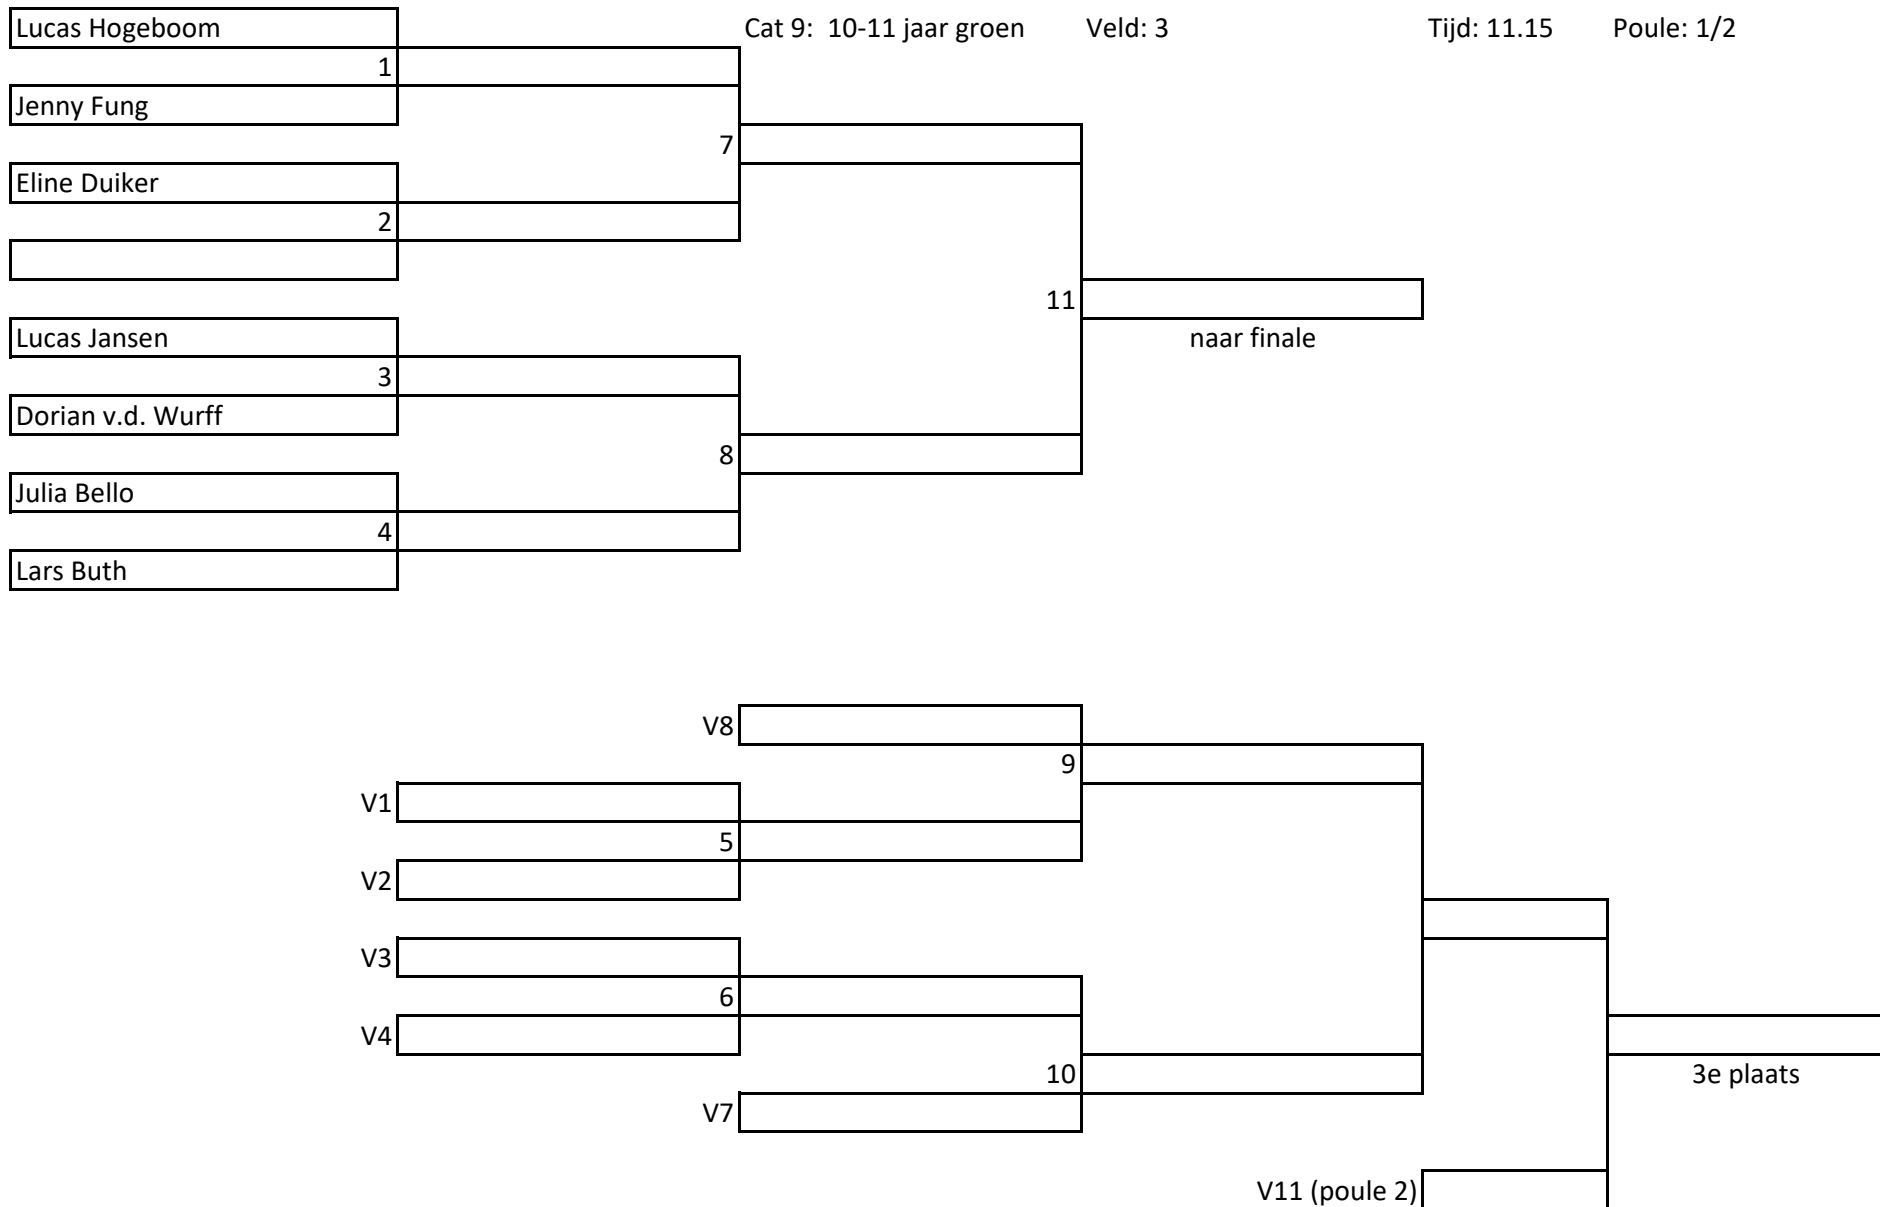 Lucas Hogeboom
Cat 9:  10-11 jaar groen Veld: 3 Tijd: 11.15 Poule: 1/2
1
Jenny Fung
7
Eline Duiker
2
11
Lucas Jansen
naar finale
3
Dorian v.d. Wurff
8
Julia Bello
4
Lars Buth
V8
9
V1
5
V2
V3
6
V4
10
3e plaats
V7
V11 (poule 2)